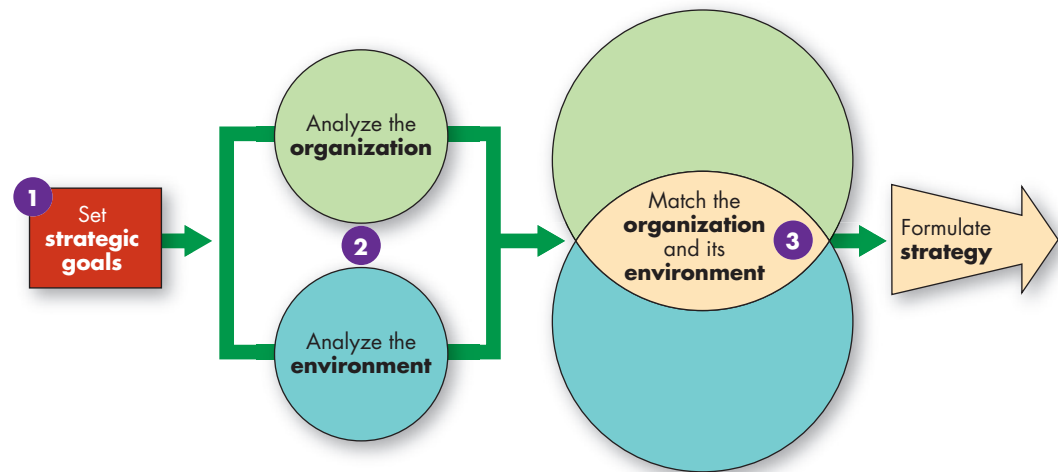 1
Set
strategic
goals
Analyze the
organization
2
Analyze the
environment
Match the
organization
and its
environment
3
Formulate
strategy